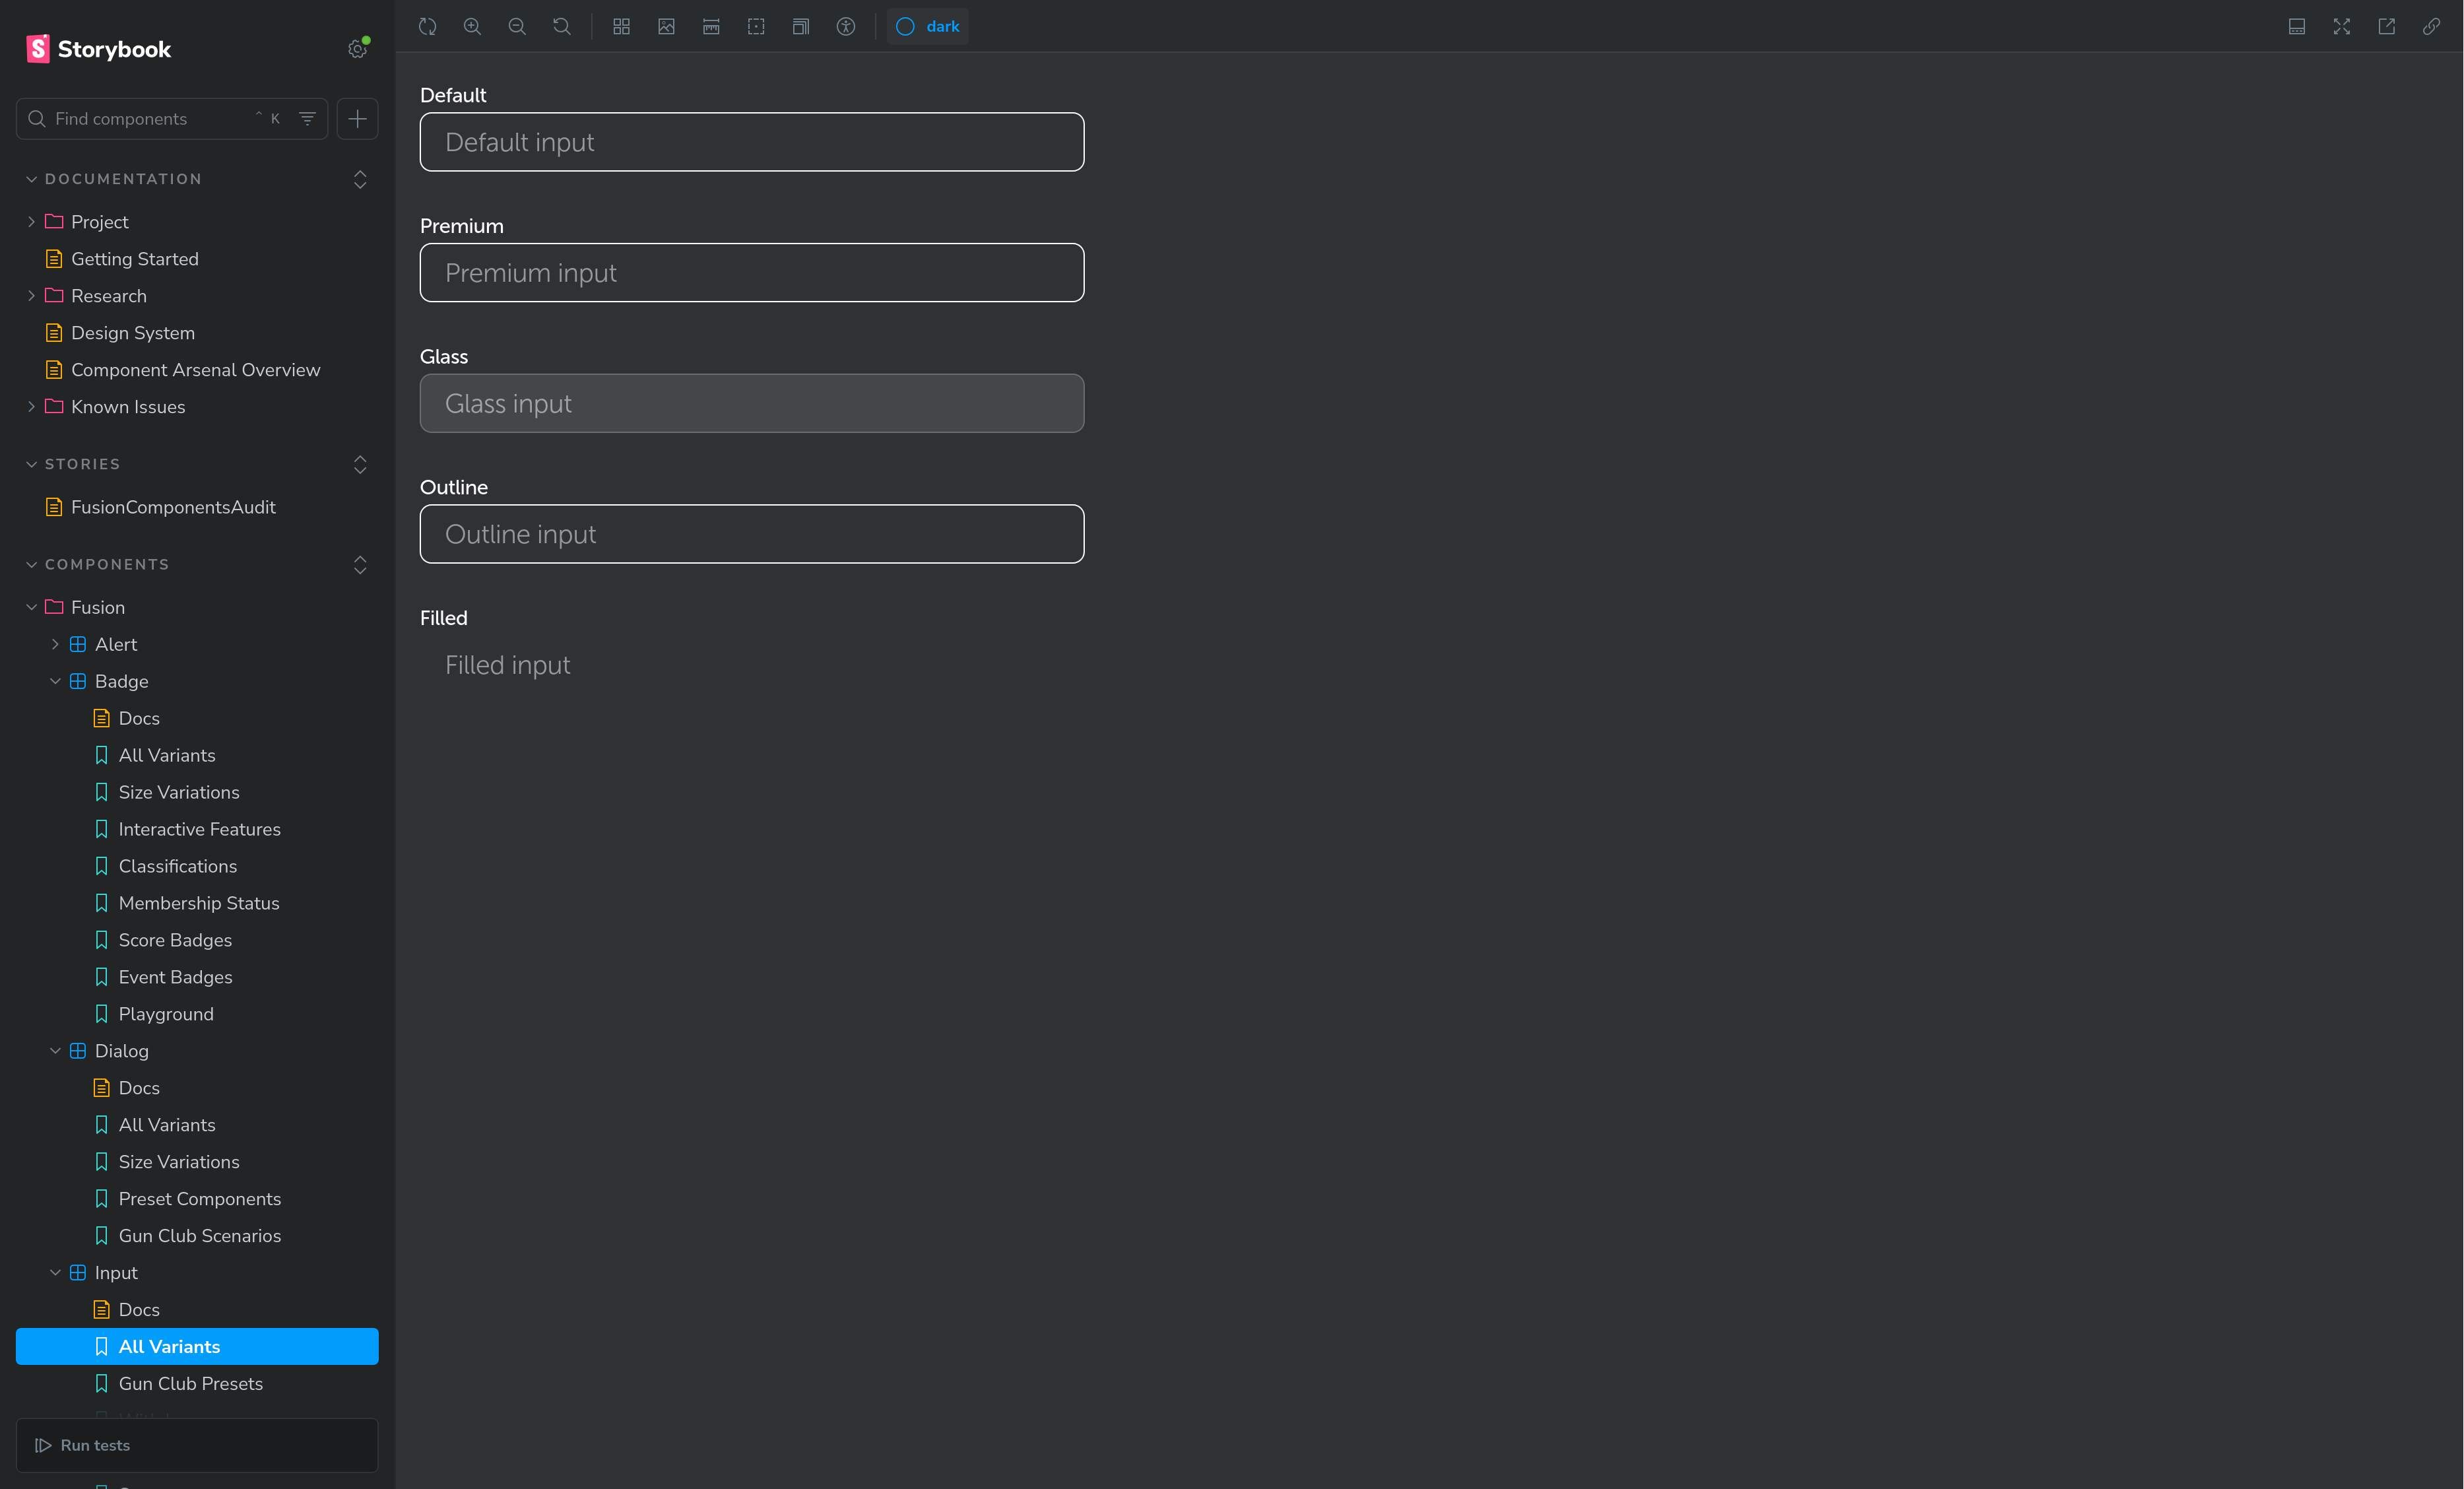 Storybook
Find components
^ K
DOCUMENTATION
Project
Getting Started
Research
Design System
Component Arsenal Overview
Known Issues
STORIES
FusionComponentsAudit
COMPONENTS
Fusion
Alert
Badge
Docs
All Variants
Size Variations
Interactive Features
Classifications
Membership Status
Score Badges
Event Badges
Playground
Dialog
Docs
All Variants
Size Variations
Preset Components
Gun Club Scenarios
Input
Docs
All Variants
Gun Club Presets
Run tests
dark
Default
Default input
Premium
Premium input
Glass
Glass input
Outline
Outline input
Filled
Filled input